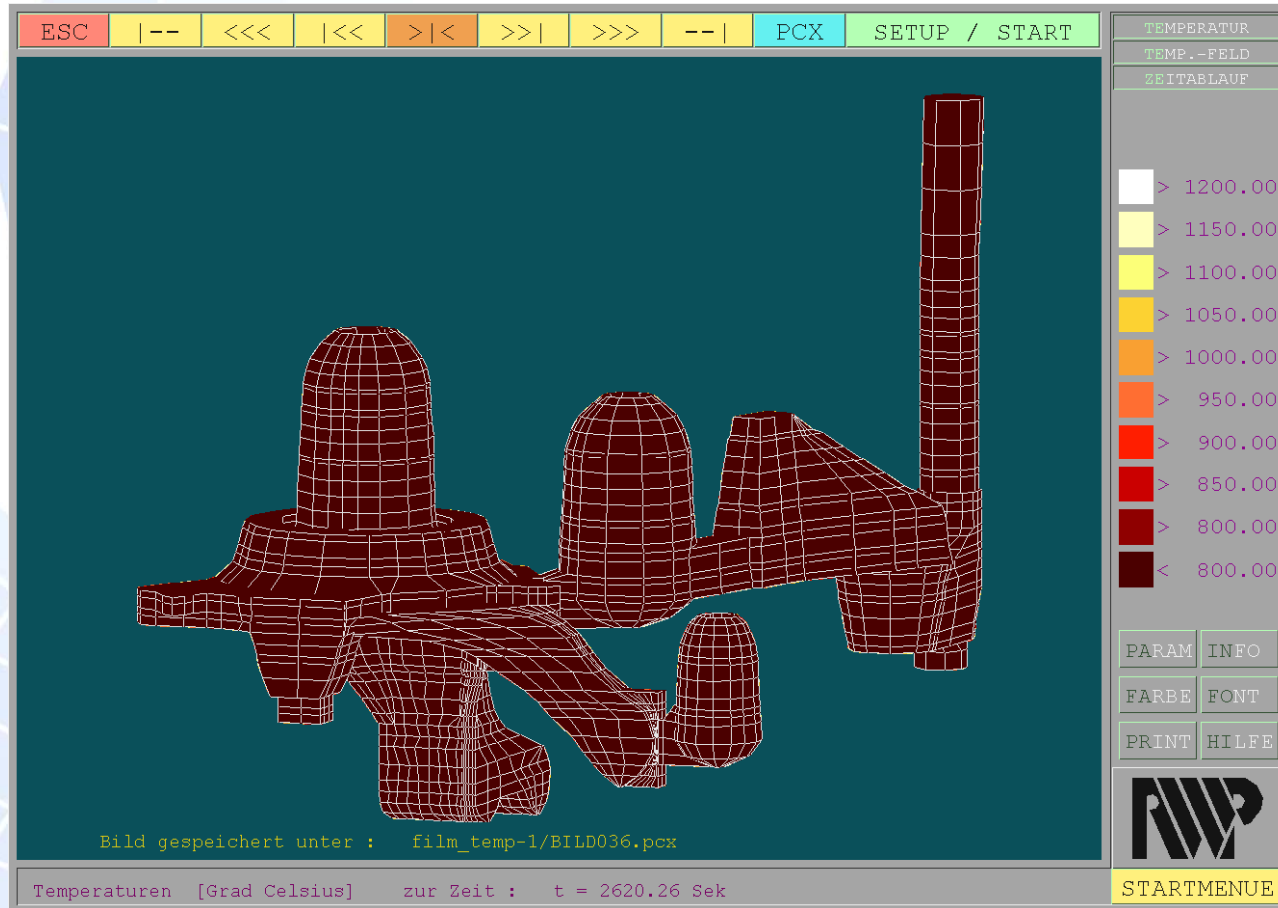 ESC |-- <<< |<< >|< >>| >>> --| PCX SETUP / START
TEMPERATUR
TEMP.-FELD
ZEITABLAUF
> 1200.00
> 1150.00
> 1100.00
> 1050.00
> 1000.00
> 950.00
> 900.00
> 850.00
> 800.00
< 800.00
PARAM INFO
FARBE FONT
PRINT HILFE
RWP
Bild gespeichert unter : film_temp-1/BILD036.pcx
Temperaturen [Grad Celsius] zur Zeit : t = 2620.26 Sek
STARTMENUE